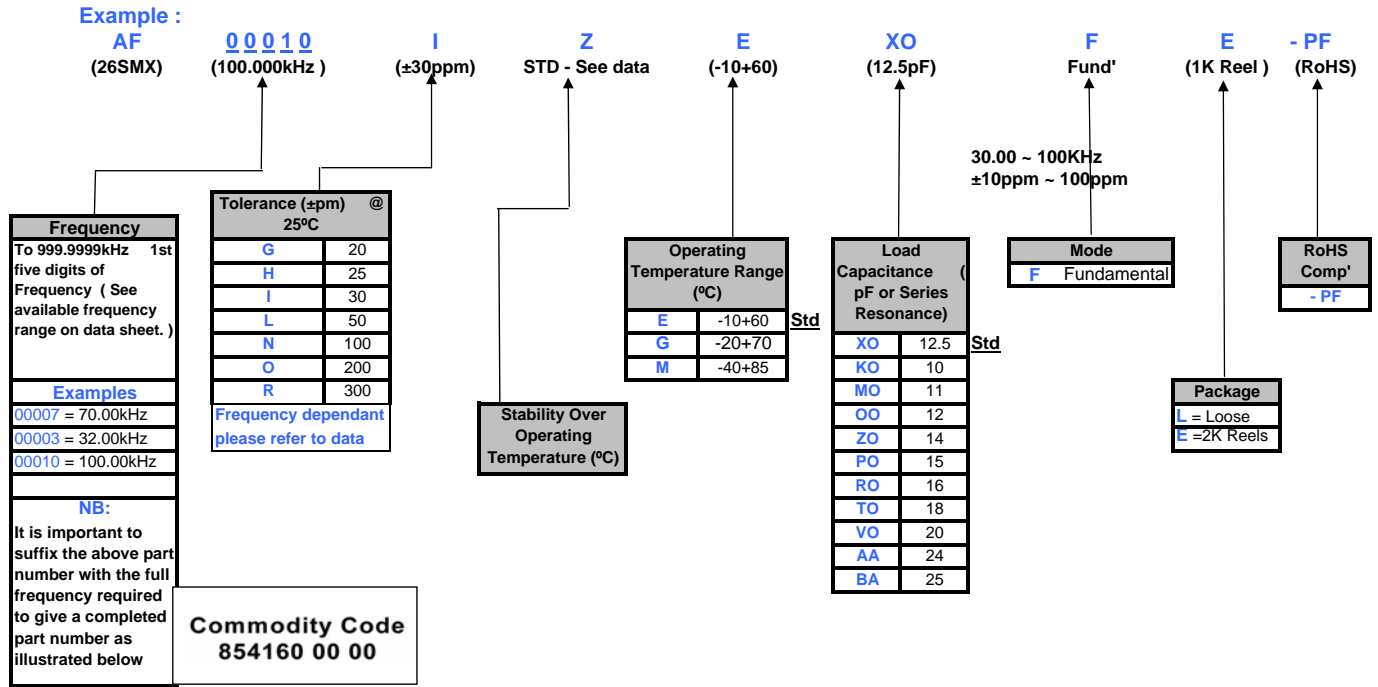 Example :
AF 0 0 0 1 0 I Z E XO F E - PF
(26SMX) (100.000kHz ) (±30ppm) STD - See data (-10+60) (12.5pF) Fund' (1K Reel ) (RoHS)
30.00 ~ 100KHz
±10ppm ~ 100ppm
Frequency
To 999.9999kHz 1st
five digits of
Frequency ( See
available frequency
range on data sheet. )
Examples
00007 = 70.00kHz
00003 = 32.00kHz
00010 = 100.00kHz
NB:
It is important to
suffix the above part
number with the full
frequency required
to give a completed
part number as
illustrated below
Tolerance (±pm) @
25ºC
G 20
H 25
I 30
L 50
N 100
O 200
R 300
Frequency dependant
please refer to data
Commodity Code
854160 00 00
Stability Over
Operating
Temperature (ºC)
Operating
Temperature Range
(ºC)
E -10+60 Std
G -20+70
M -40+85
Load
Capacitance (
pF or Series
Resonance)
XO 12.5 Std
KO 10
MO 11
OO 12
ZO 14
PO 15
RO 16
TO 18
VO 20
AA 24
BA 25
Mode
F Fundamental
Package
L = Loose
E =2K Reels
RoHS
Comp'
- PF